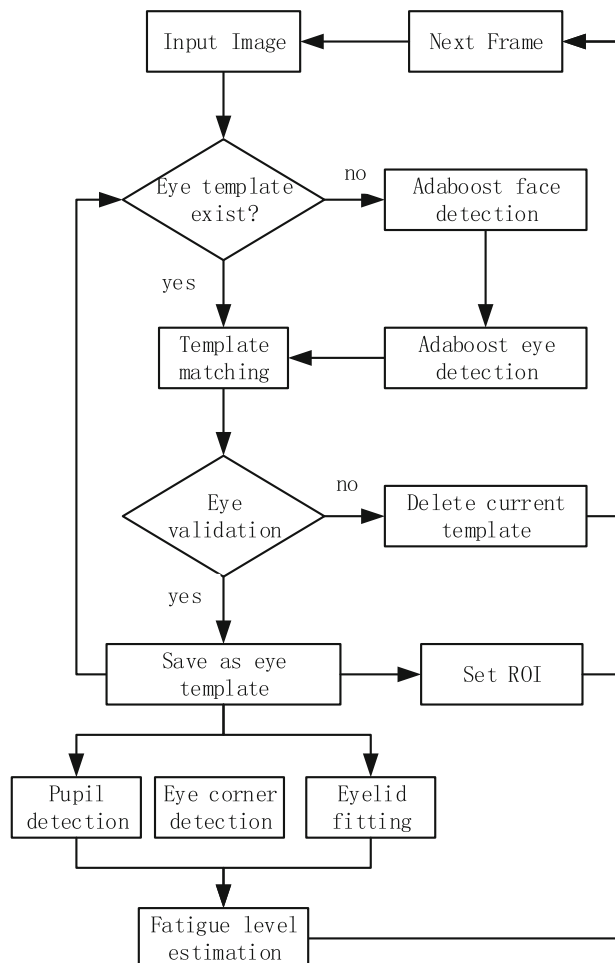 Input Image
Next Frame
Eye template
exist?
no
Adaboost face
detection
yes
Template
matching
Adaboost eye
detection
Eye
validation
no
Delete current
template
yes
Save as eye
template
Set ROI
Pupil
detection
Eye corner
detection
Eyelid
fitting
Fatigue level
estimation